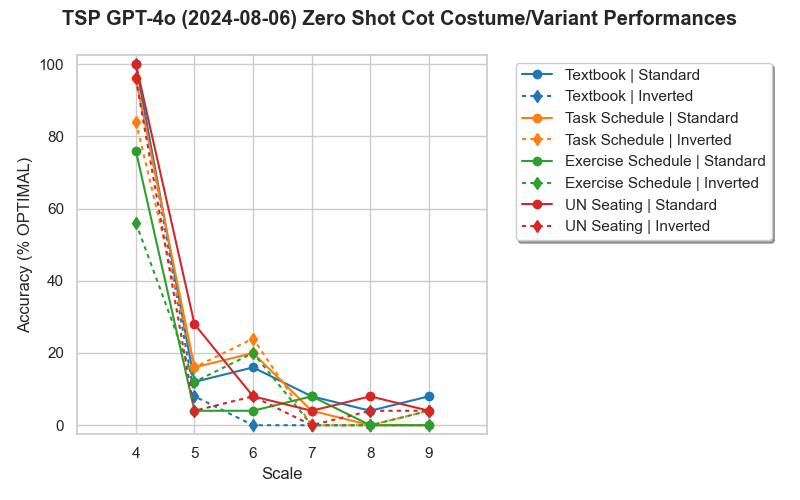 TSP GPT-4o (2024-08-06) Zero Shot Cot Costume/Variant Performances
100
80
60
40
20
0
Accuracy (% OPTIMAL)
4 5 6 7 8 9
Scale
Textbook | Standard
Textbook | Inverted
Task Schedule | Standard
Task Schedule | Inverted
Exercise Schedule | Standard
Exercise Schedule | Inverted
UN Seating | Standard
UN Seating | Inverted